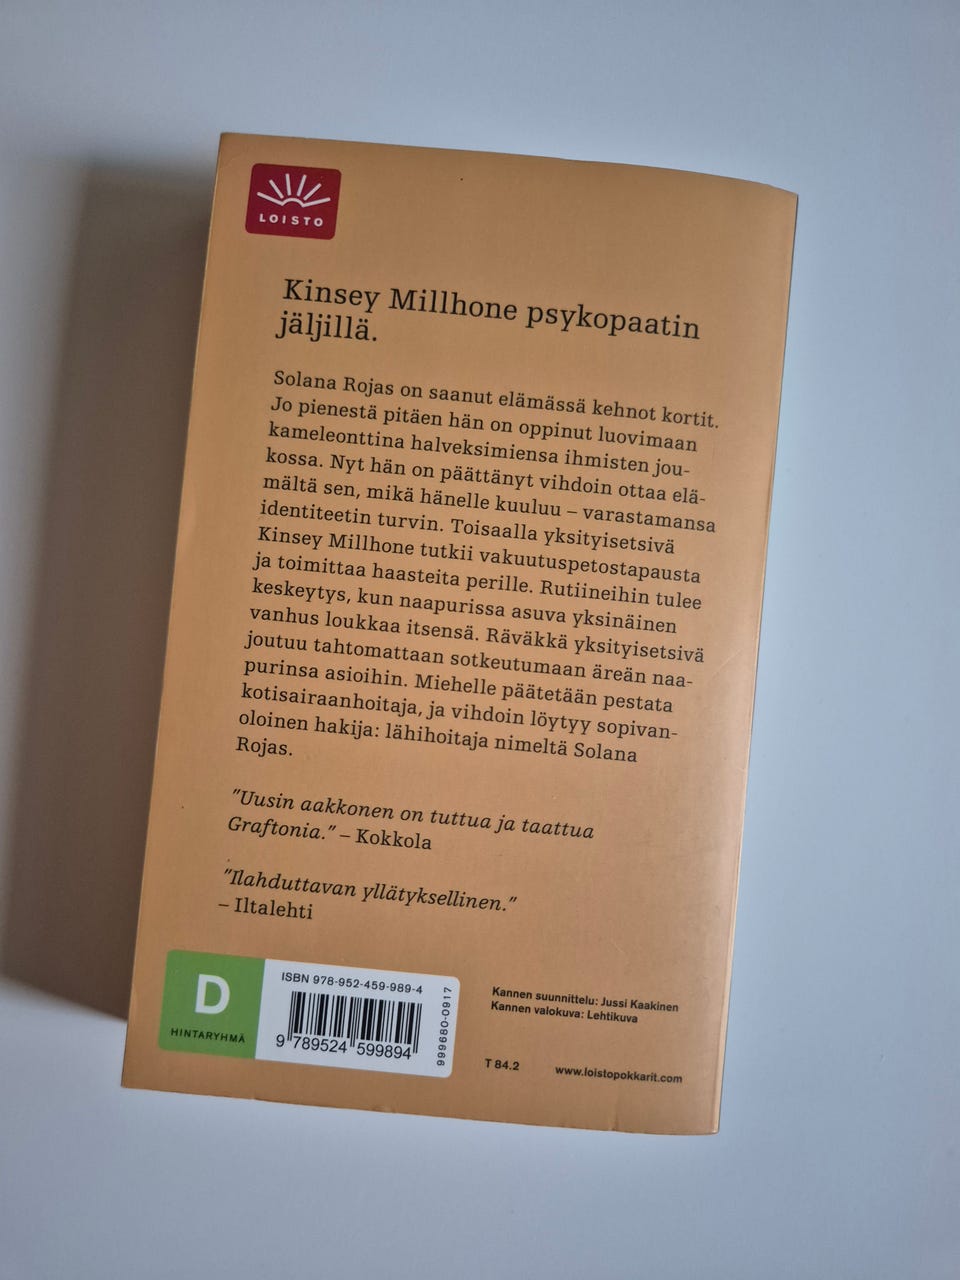 LOISTO
Kinsey Millhone psykopaatin
jäljillä.
Solana Rojas on saanut elämässä kehnot kortit.
Jo pienestä pitäen hän on oppinut luovimaan
kameleonttina halveksimiensa ihmisten jou-
kossa. Nyt hän on päättänyt vihdoin ottaa elä-
mältä sen, mikä hänelle kuuluu – varastamansa
identiteetin turvin. Toisaalla yksityisetsivä
Kinsey Millhone tutkii vakuutuspetostapausta
ja toimittaa haasteita perille. Rutiineihin tulee
keskeytys, kun naapurissa asuva yksinäinen
vanhus loukkaa itsensä. Räväkkä yksityisetsivä
joutuu tahtomattaan sotkeutumaan äreän naa-
purinsa asioihin. Miehelle päätetään pestata
kotisairaanhoitaja, ja vihdoin löytyy sopivan-
oloinen hakija: lähihoitaja nimeltä Solana
Rojas.
"Uusin aakkonen on tuttua ja taattua
Graftonia." – Kokkola
"Ilahduttavan yllätyksellinen."
– Iltalehti
D
HINTARYHMÄ
ISBN 978-952-459-989-4
9 789524 599894
999680-0917
Kannen suunnittelu: Jussi Kaakinen
Kannen valokuva: Lehtikuva
T 84.2
www.loistopokkarit.com